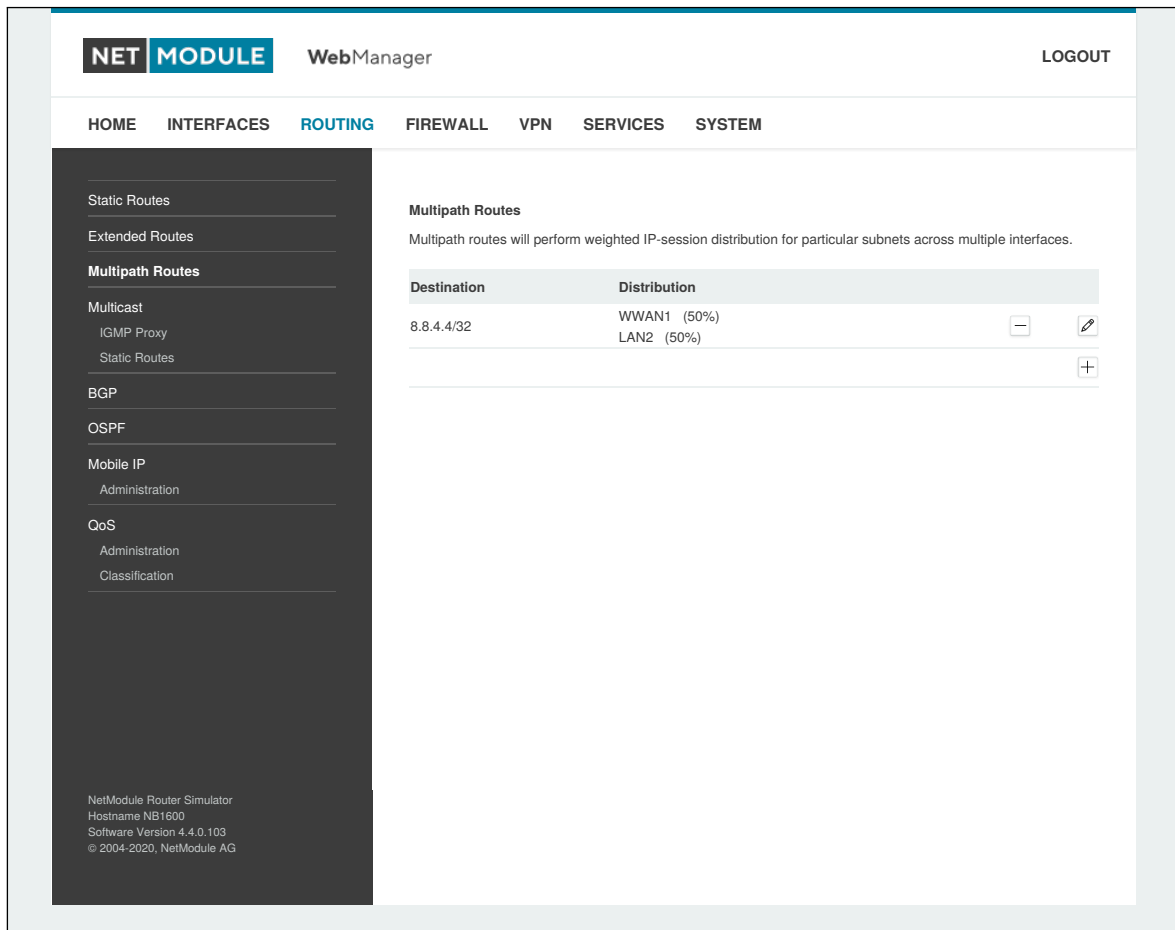 NET MODULE WebManager LOGOUT
HOME INTERFACES ROUTING FIREWALL VPN SERVICES SYSTEM
Static Routes
Extended Routes
Multipath Routes
Multicast
IGMP Proxy
Static Routes
BGP
OSPF
Mobile IP
Administration
QoS
Administration
Classification
NetModule Router Simulator
Hostname NB1600
Software Version 4.4.0.103
© 2004-2020, NetModule AG
Multipath Routes
Multipath routes will perform weighted IP-session distribution for particular subnets across multiple interfaces.
Destination Distribution
8.8.4.4/32 WWAN1 (50%)
LAN2 (50%)